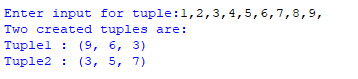 Enter input for tuple:1,2,3,4,5,6,7,8,9,
Two created tuples are:
Tuple1 : (9, 6, 3)
Tuple2 : (3, 5, 7)